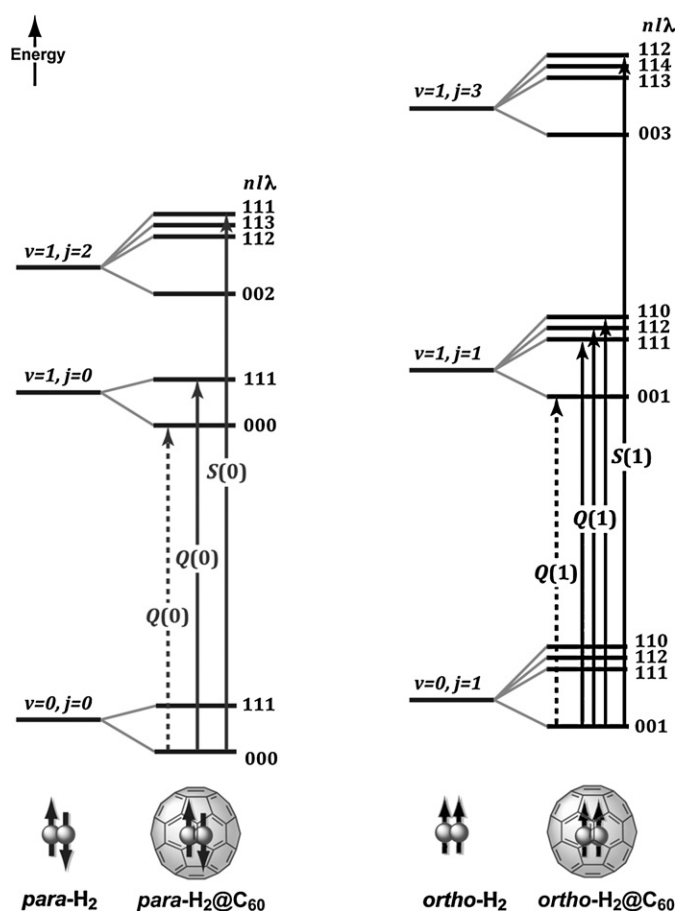 Energy
nlλ
111
113
112
v=1, j=2
002
v=1, j=0
111
000
S(0)
Q(0)
Q(0)
v=0, j=0
111
000
para-H₂
para-H₂@C₆₀
nlλ
112
114
113
v=1, j=3
003
110
112
111
v=1, j=1
001
S(1)
Q(1)
Q(1)
110
112
111
v=0, j=1
001
ortho-H₂
ortho-H₂@C₆₀